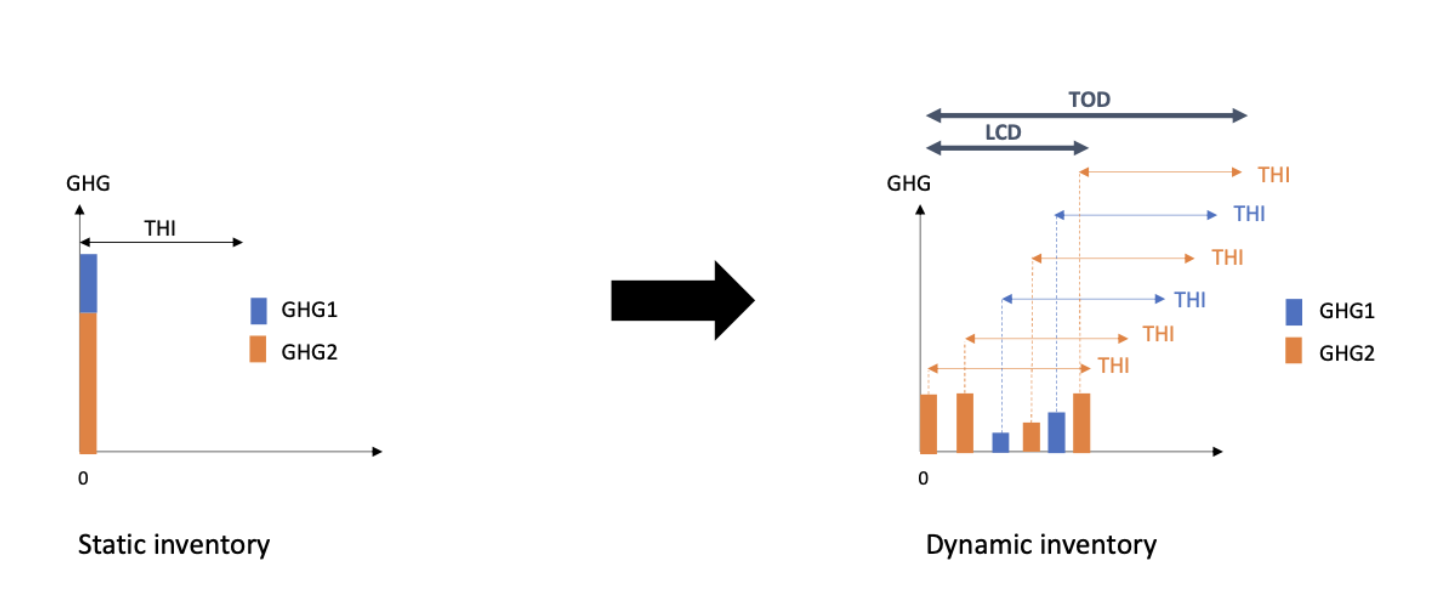 GHG
THI
GHG1
GHG2
0
Static inventory
TOD
LCD
GHG
THI
THI
THI
THI
THI
THI
GHG1
GHG2
0
Dynamic inventory